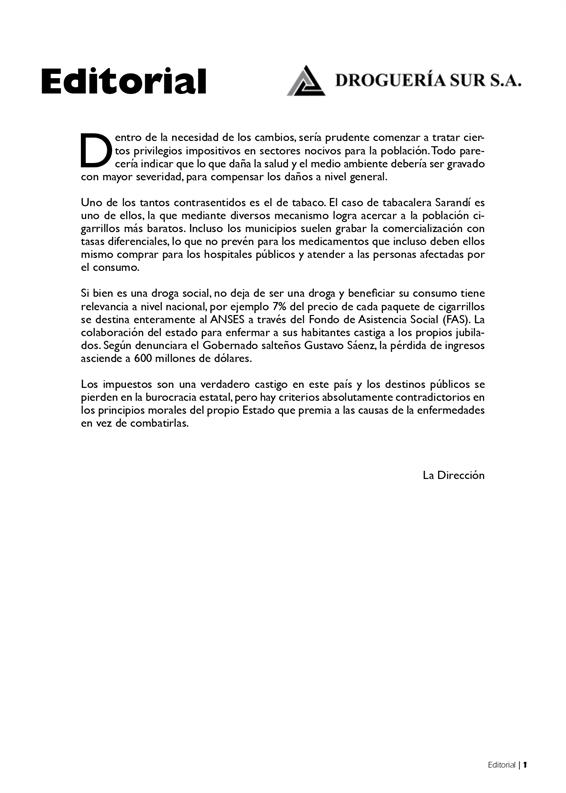 Editorial
DROGUERÍA SUR S.A.
Dentro de la necesidad de los cambios, sería prudente comenzar a tratar cier-
tos privilegios impositivos en sectores nocivos para la población. Todo pare-
cería indicar que lo que daña la salud y el medio ambiente debería ser gravado
con mayor severidad, para compensar los daños a nivel general.
Uno de los tantos contrasentidos es el de tabaco. El caso de tabacalera Sarandí es
uno de ellos, la que mediante diversos mecanismo logra acercar a la población ci-
garrillos más baratos. Incluso los municipios suelen grabar la comercialización con
tasas diferenciales, lo que no prevén para los medicamentos que incluso deben ellos
mismo comprar para los hospitales públicos y atender a las personas afectadas por
el consumo.
Si bien es una droga social, no deja de ser una droga y beneficiar su consumo tiene
relevancia a nivel nacional, por ejemplo 7% del precio de cada paquete de cigarrillos
se destina enteramente al ANSES a través del Fondo de Asistencia Social (FAS). La
colaboración del estado para enfermar a sus habitantes castiga a los propios jubila-
dos. Según denunciara el Gobernado salteños Gustavo Sáenz, la pérdida de ingresos
asciende a 600 millones de dólares.
Los impuestos son una verdadero castigo en este país y los destinos públicos se
pierden en la burocracia estatal, pero hay criterios absolutamente contradictorios en
los principios morales del propio Estado que premia a las causas de la enfermedades
en vez de combatirlas.
La Dirección
Editorial | 1